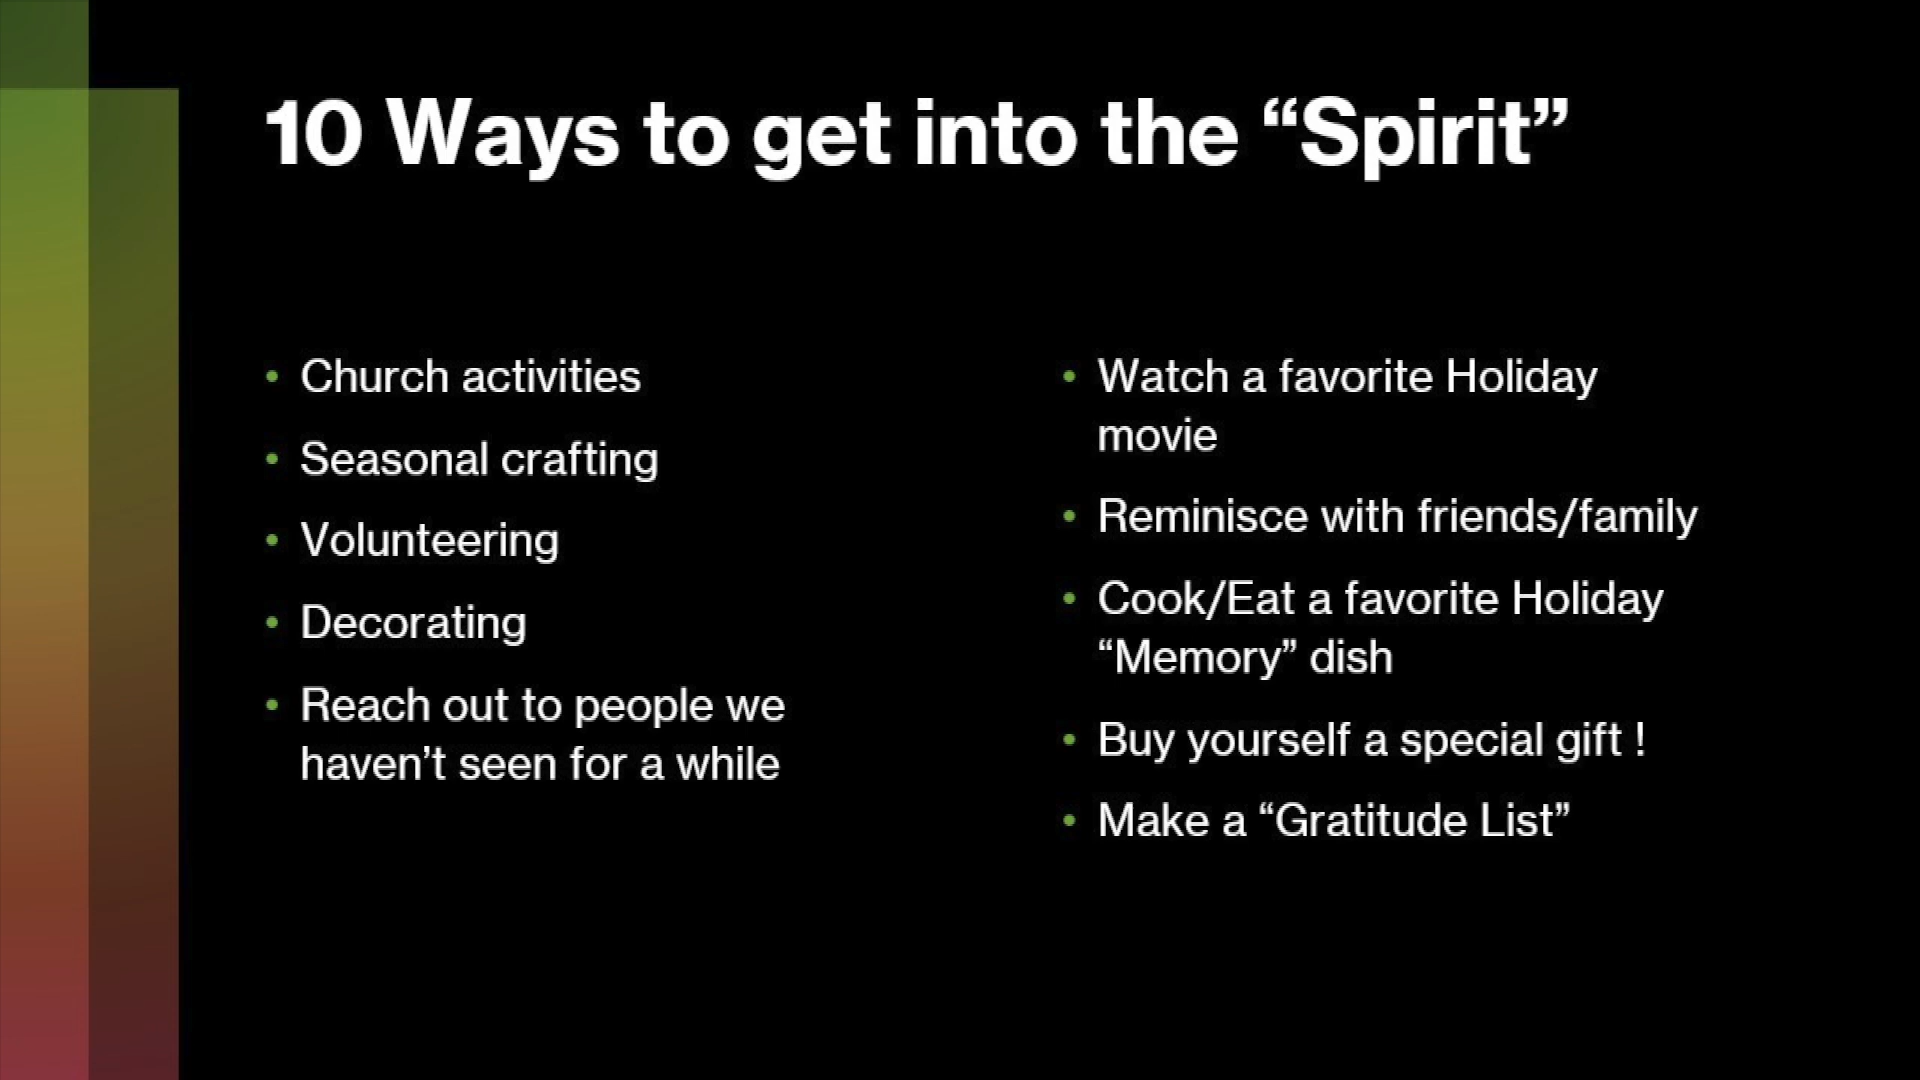 10 Ways to get into the “Spirit”
• Church activities
• Seasonal crafting
• Volunteering
• Decorating
• Reach out to people we
haven’t seen for a while
• Watch a favorite Holiday
movie
• Reminisce with friends/family
• Cook/Eat a favorite Holiday
“Memory” dish
• Buy yourself a special gift !
• Make a “Gratitude List”